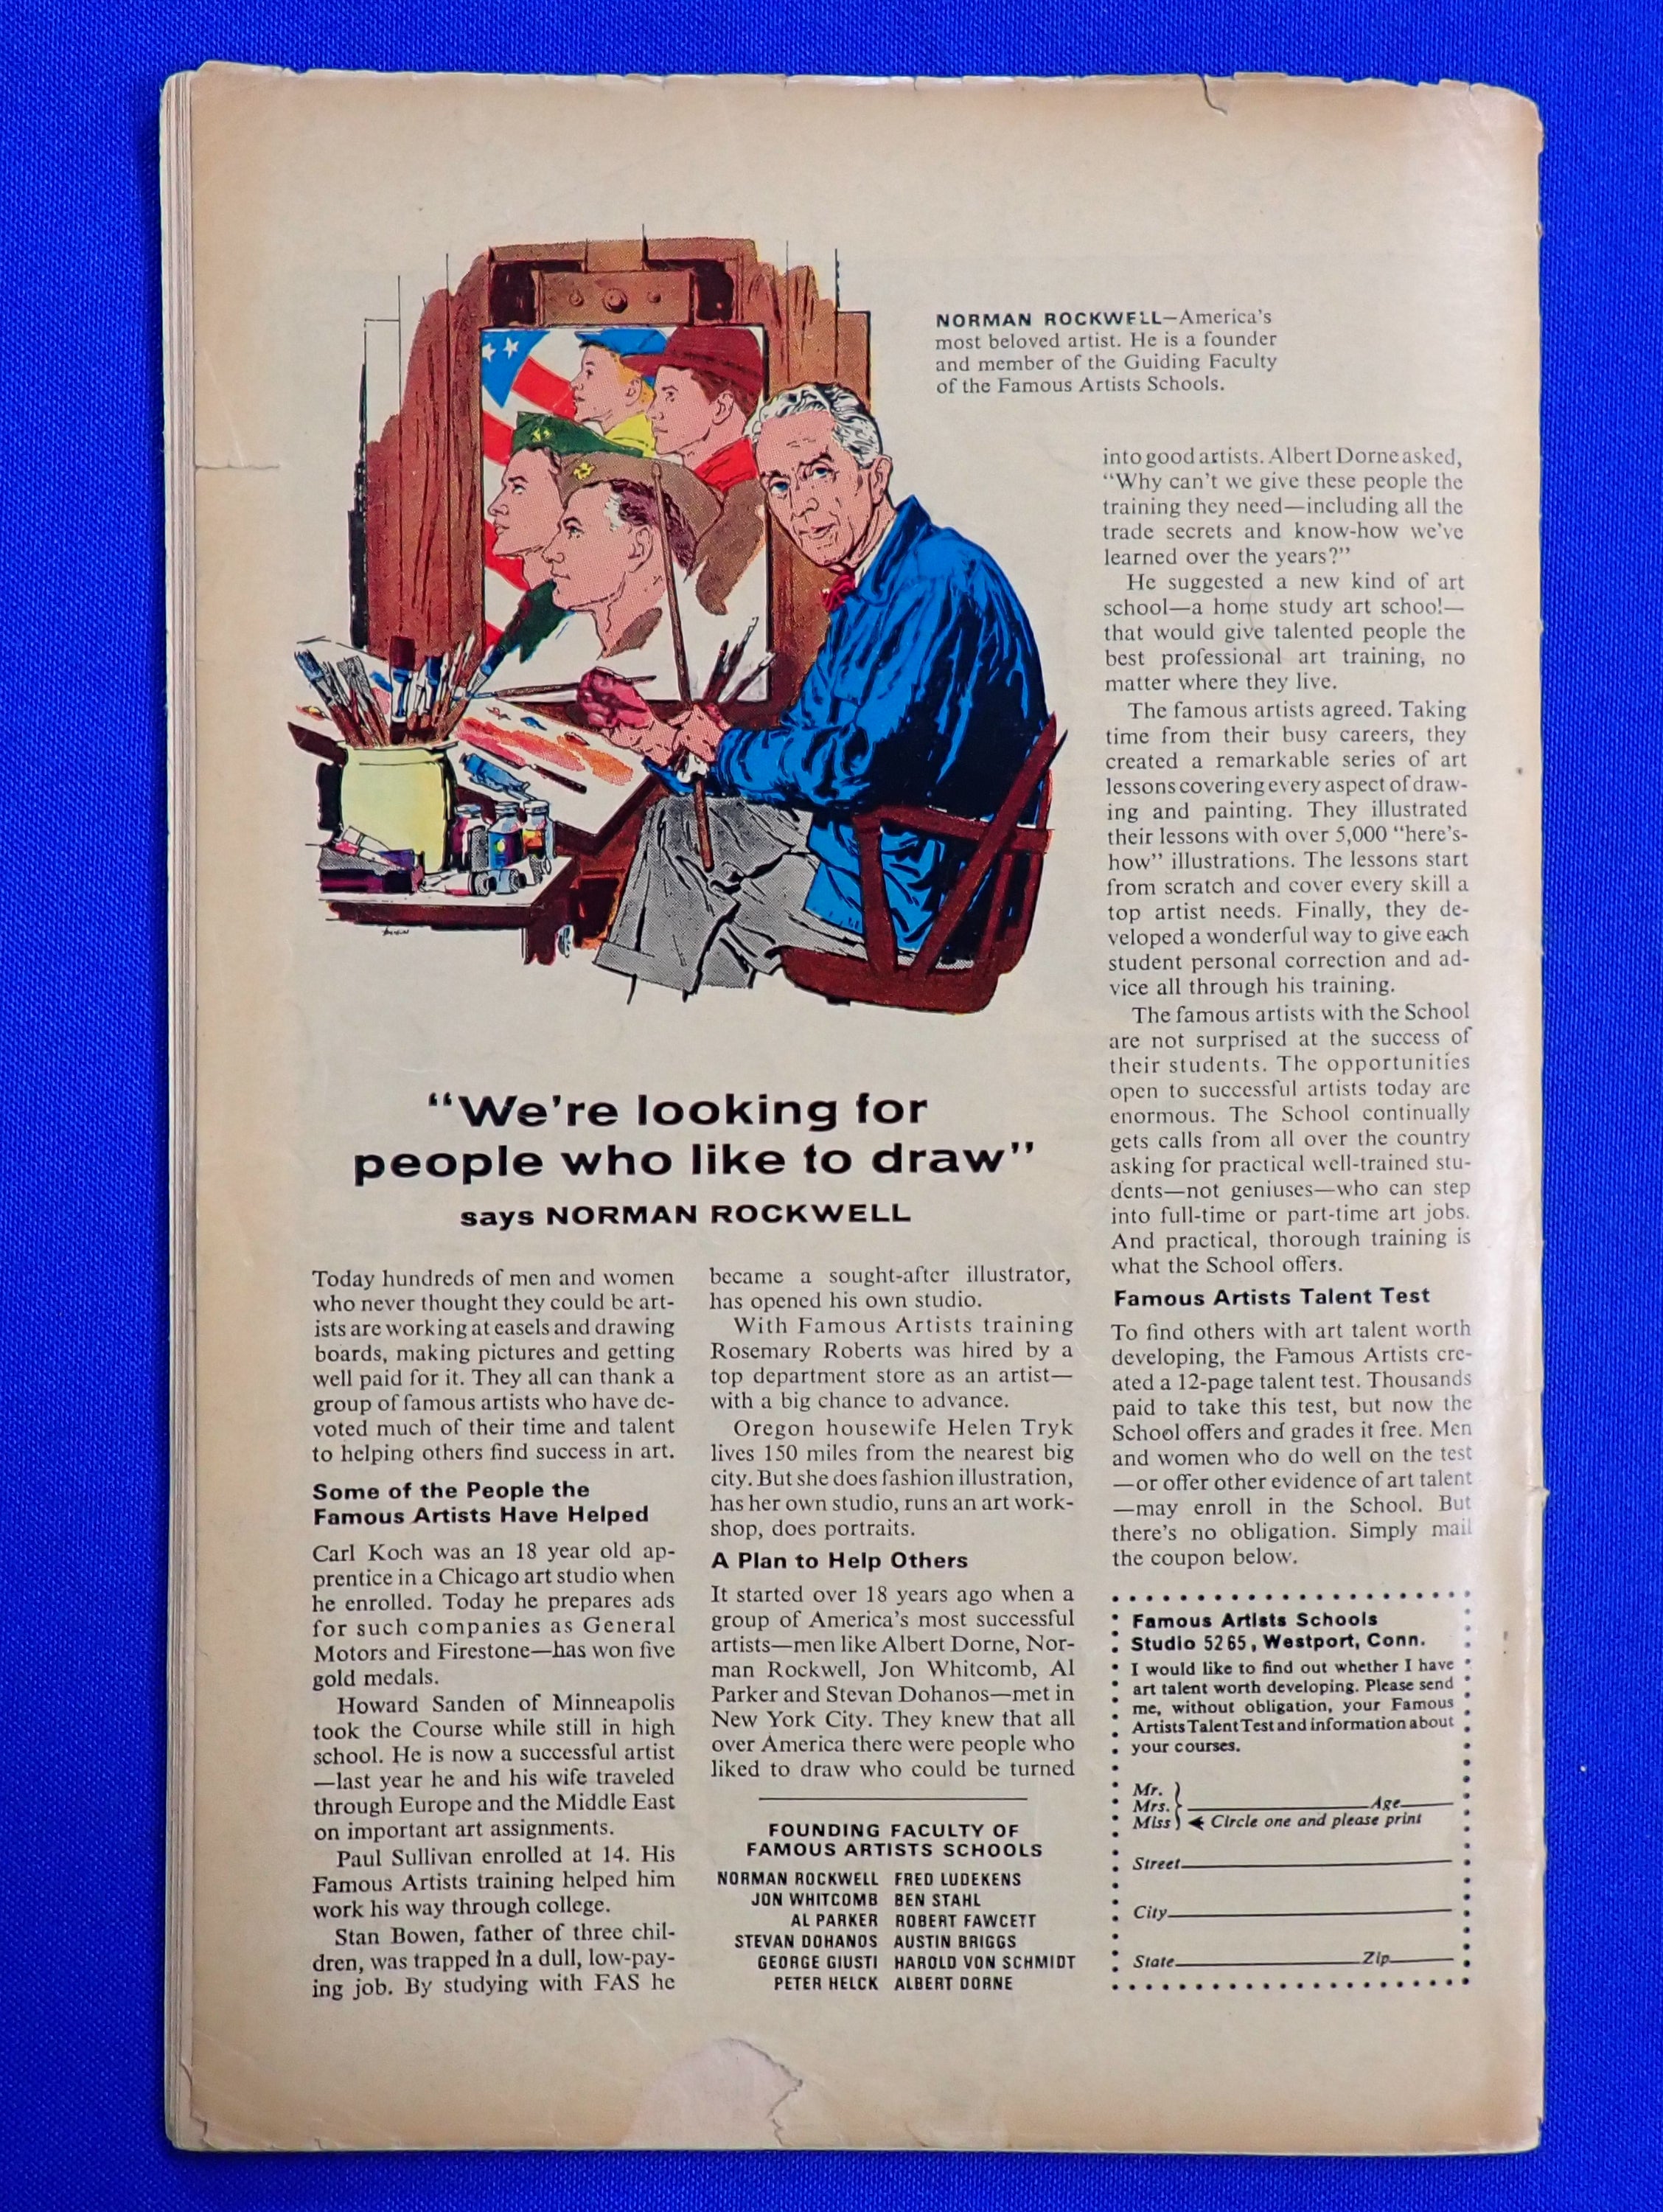 NORMAN ROCKWELL—America's
most beloved artist. He is a founder
and member of the Guiding Faculty
of the Famous Artists Schools.
"We're looking for
people who like to draw"
says NORMAN ROCKWELL
Today hundreds of men and women
who never thought they could be art-
ists are working at easels and drawing
boards, making pictures and getting
well paid for it. They all can thank a
group of famous artists who have de-
voted much of their time and talent
to helping others find success in art.
Some of the People the
Famous Artists Have Helped
Carl Koch was an 18 year old ap-
prentice in a Chicago art studio when
he enrolled. Today he prepares ads
for such companies as General
Motors and Firestone—has won five
gold medals.
Howard Sanden of Minneapolis
took the Course while still in high
school. He is now a successful artist
—last year he and his wife traveled
through Europe and the Middle East
on important art assignments.
Paul Sullivan enrolled at 14. His
Famous Artists training helped him
work his way through college.
Stan Bowen, father of three chil-
dren, was trapped in a dull, low-pay-
ing job. By studying with FAS he
became a sought-after illustrator,
has opened his own studio.
With Famous Artists training
Rosemary Roberts was hired by a
top department store as an artist—
with a big chance to advance.
Oregon housewife Helen Tryk
lives 150 miles from the nearest big
city. But she does fashion illustration,
has her own studio, runs an art work-
shop, does portraits.
A Plan to Help Others
It started over 18 years ago when a
group of America's most successful
artists—men like Albert Dorne, Nor-
man Rockwell, Jon Whitcomb, Al
Parker and Stevan Dohanos—met in
New York City. They knew that all
over America there were people who
liked to draw who could be turned
FOUNDING FACULTY OF
FAMOUS ARTISTS SCHOOLS
NORMAN ROCKWELL FRED LUDEKENS
JON WHITCOMB BEN STAHL
AL PARKER ROBERT FAWCETT
STEVAN DOHANOS AUSTIN BRIGGS
GEORGE GIUSTI HAROLD VON SCHMIDT
PETER HELCK ALBERT DORNE
into good artists. Albert Dorne asked,
"Why can't we give these people the
training they need—including all the
trade secrets and know-how we've
learned over the years?"
He suggested a new kind of art
school—a home study art school—
that would give talented people the
best professional art training, no
matter where they live.
The famous artists agreed. Taking
time from their busy careers, they
created a remarkable series of art
lessons covering every aspect of draw-
ing and painting. They illustrated
their lessons with over 5,000 "here's-
how" illustrations. The lessons start
from scratch and cover every skill a
top artist needs. Finally, they de-
veloped a wonderful way to give each
student personal correction and ad-
vice all through his training.
The famous artists with the School
are not surprised at the success of
their students. The opportunities
open to successful artists today are
enormous. The School continually
gets calls from all over the country
asking for practical well-trained stu-
dents—not geniuses—who can step
into full-time or part-time art jobs.
And practical, thorough training is
what the School offers.
Famous Artists Talent Test
To find others with art talent worth
developing, the Famous Artists cre-
ated a 12-page talent test. Thousands
paid to take this test, but now the
School offers and grades it free. Men
and women who do well on the test
—or offer other evidence of art talent
—may enroll in the School. But
there's no obligation. Simply mail
the coupon below.
Famous Artists Schools
Studio 5265, Westport, Conn.
I would like to find out whether I have
art talent worth developing. Please send
me, without obligation, your Famous
Artists Talent Test and information about
your courses.
Mr.
Mrs. Age
Miss Circle one and please print
Street
City
State Zip